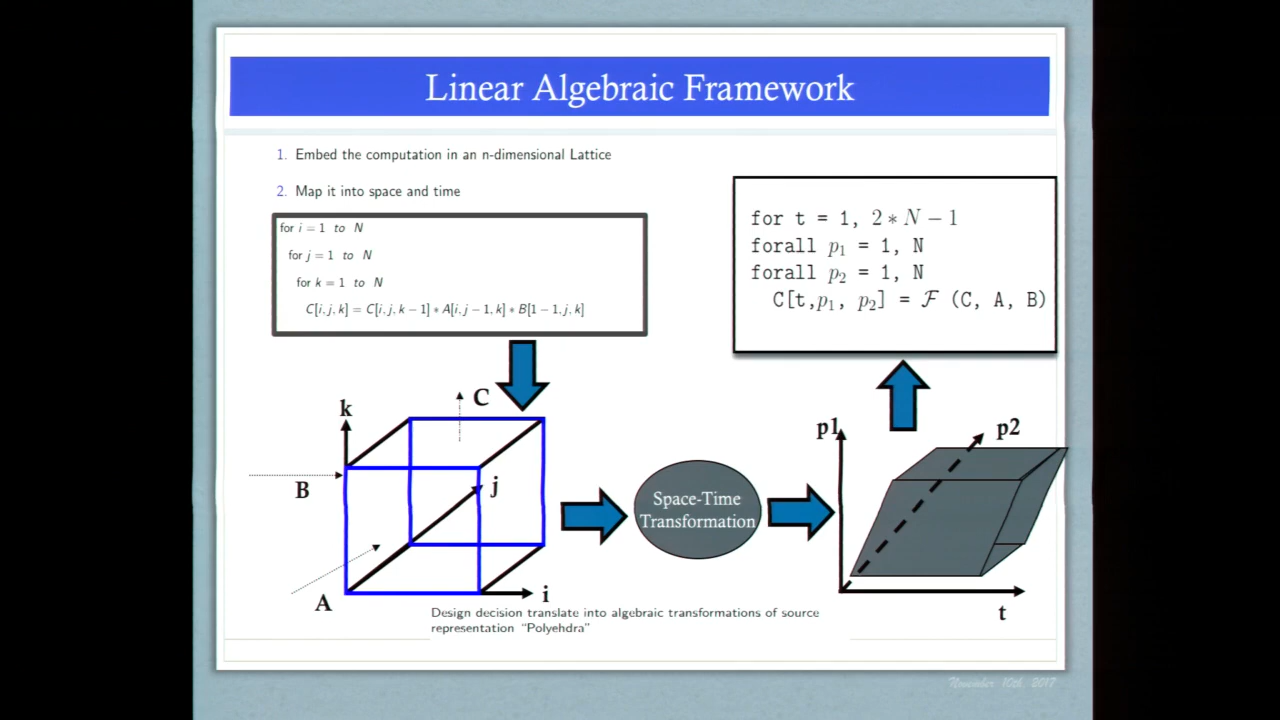 Linear Algebraic Framework
1. Embed the computation in an n-dimensional Lattice
2. Map it into space and time
for i = 1 to N
for j = 1 to N
for k = 1 to N
C[i, j, k] = C[i, j, k − 1] * A[i, j − 1, k] * B[1 − 1, j, k]
for t = 1, 2 * N − 1
forall p₁ = 1, N
forall p₂ = 1, N
C[t,p₁, p₂] = ℱ (C, A, B)
k
C
B
j
A
i
Space-Time
Transformation
p1
p2
t
Design decision translate into algebraic transformations of source
representation “Polyehdra”
November 10th, 2017